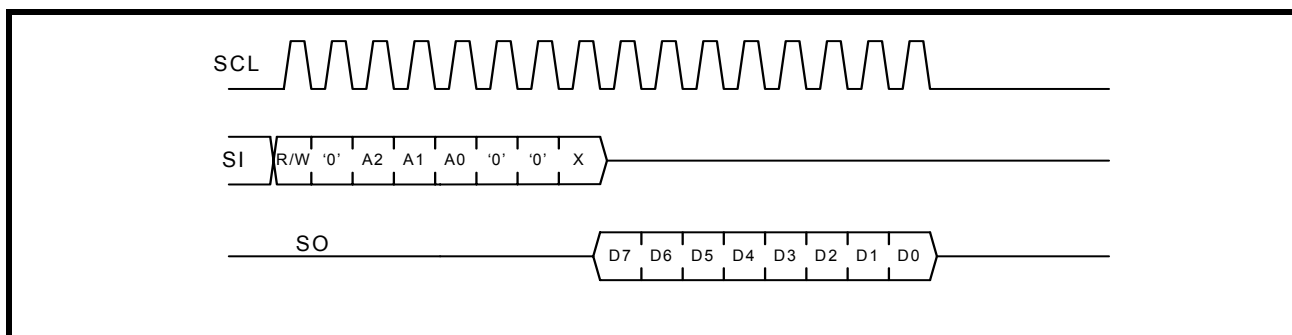 SCL
SI R/W ‘0’ A2 A1 A0 ‘0’ ‘0’ X
SO D7 D6 D5 D4 D3 D2 D1 D0